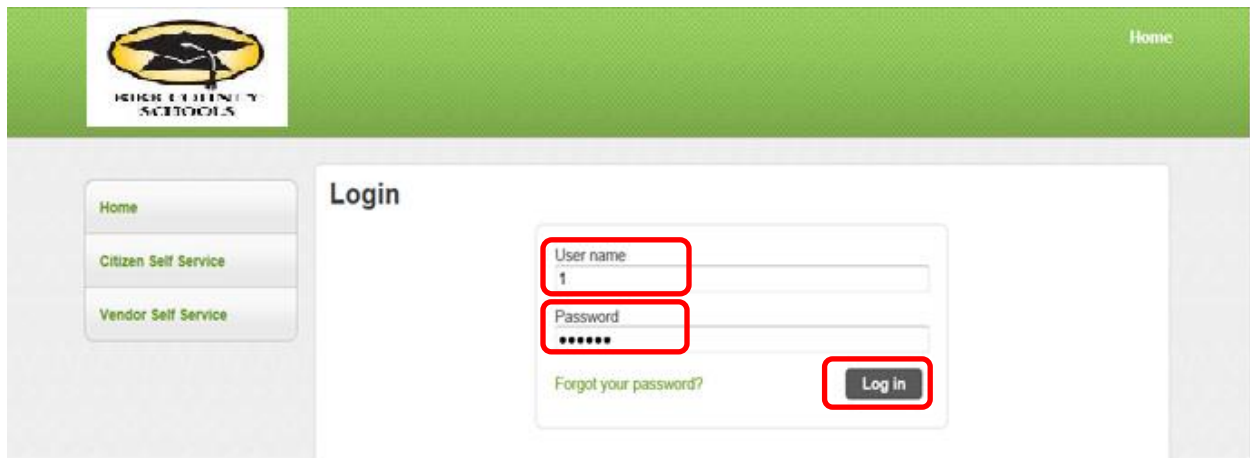 Home
SCHOOLS
Home
Citizen Self Service
Vendor Self Service
Login
User name
1
Password
••••••
Forgot your password?
Log in